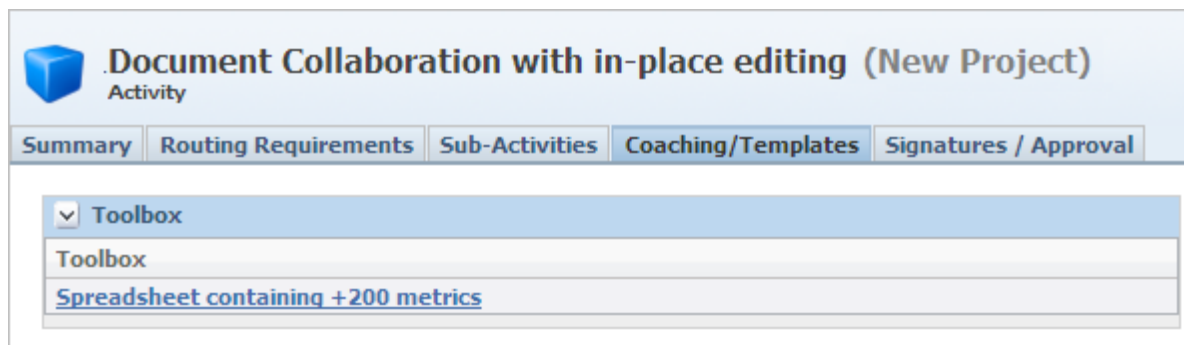 .Document Collaboration with in-place editing (New Project)
Activity
Summary Routing Requirements Sub-Activities Coaching/Templates Signatures / Approval
Toolbox
Toolbox
Spreadsheet containing +200 metrics